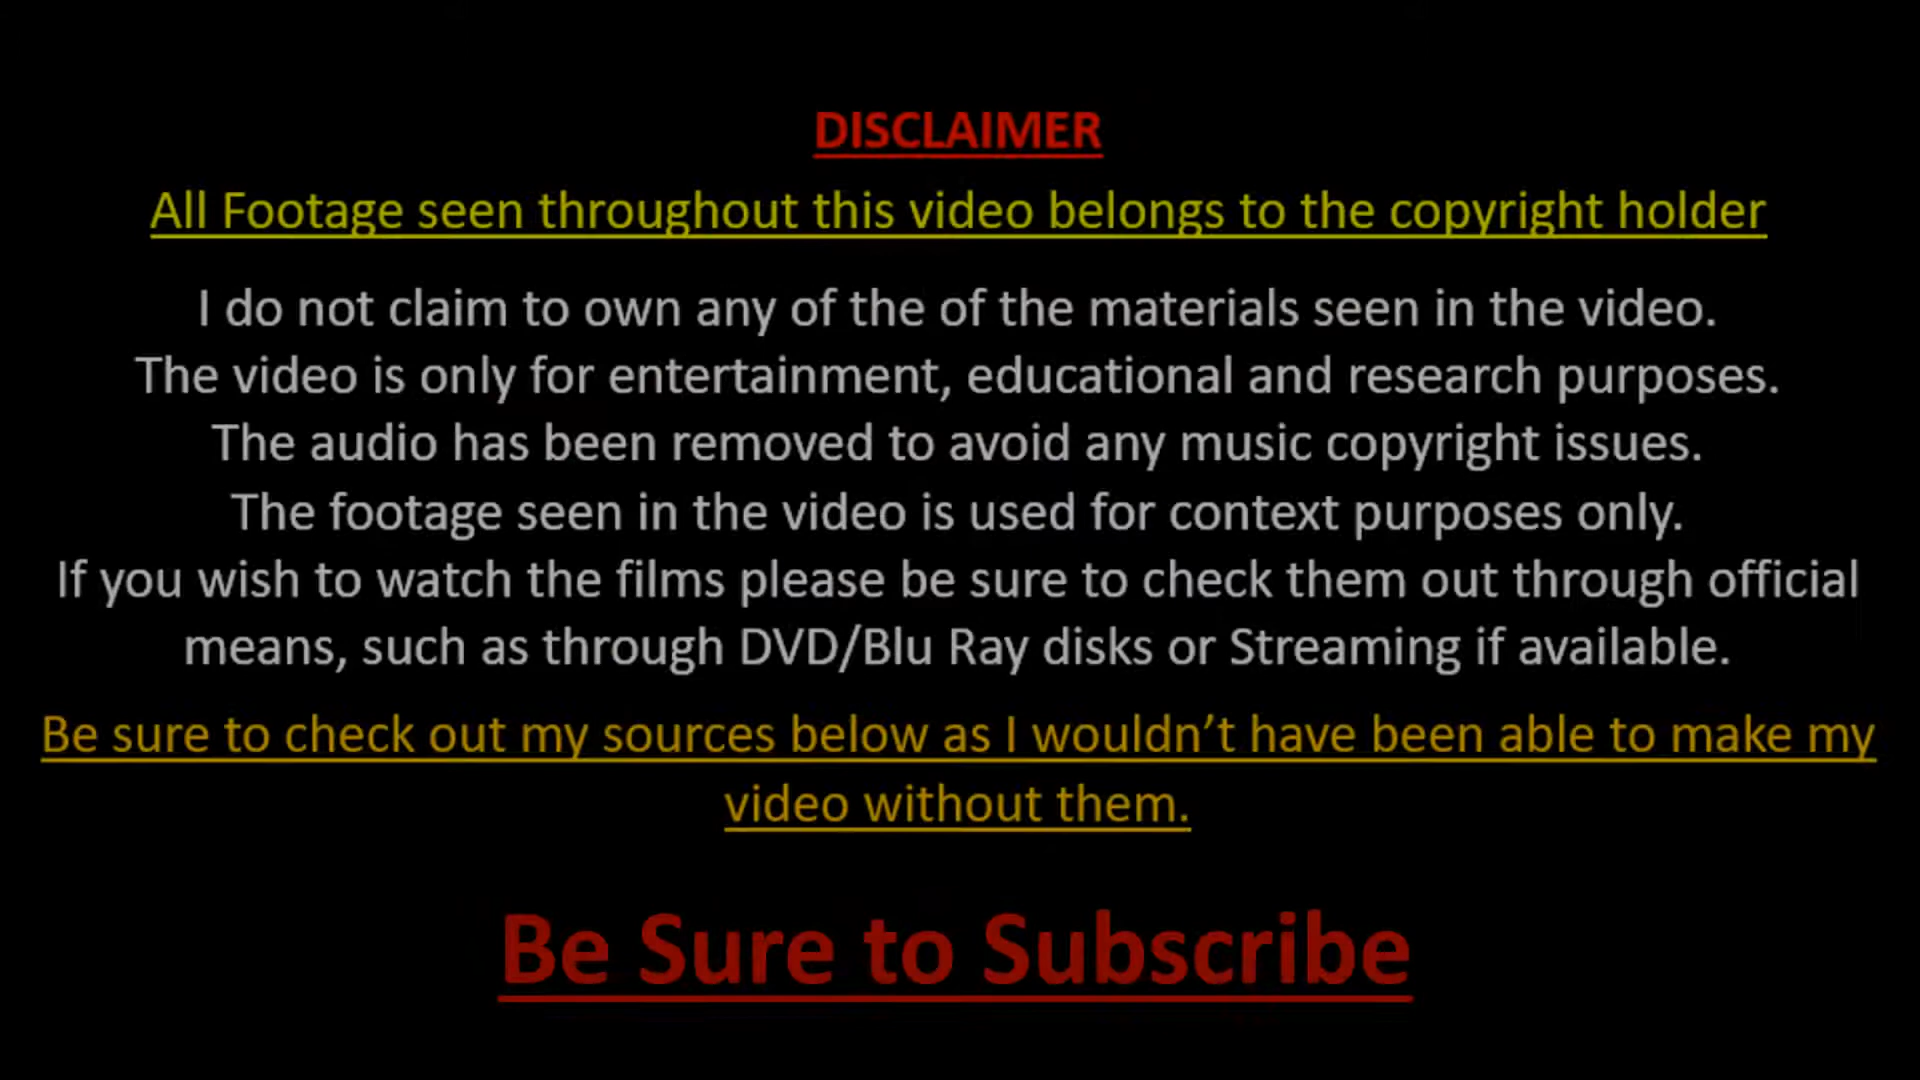 DISCLAIMER
All Footage seen throughout this video belongs to the copyright holder
I do not claim to own any of the of the materials seen in the video.
The video is only for entertainment, educational and research purposes.
The audio has been removed to avoid any music copyright issues.
The footage seen in the video is used for context purposes only.
If you wish to watch the films please be sure to check them out through official
means, such as through DVD/Blu Ray disks or Streaming if available.
Be sure to check out my sources below as I wouldn’t have been able to make my
video without them.
Be Sure to Subscribe